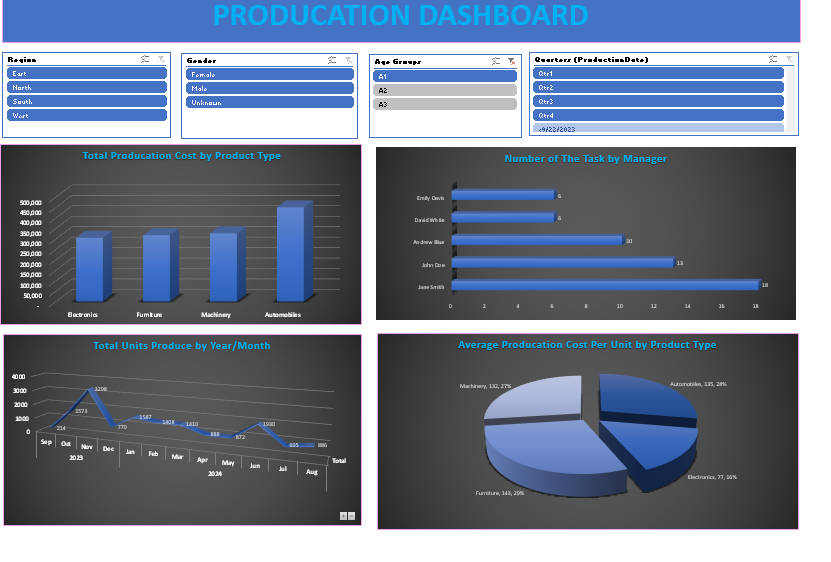 PRODUCATION DASHBOARD
Region
East
North
South
West
Gender
Female
Male
Unknown
Age Groups
A1
A2
A3
Quarters (ProductionDate)
Qtr1
Qtr2
Qtr3
Qtr4
<9/22/2023
Total Producation Cost by Product Type
500,000
450,000
400,000
350,000
300,000
250,000
200,000
150,000
100,000
50,000
-
Electronics Furniture Machinery Automobiles
Number of The Task by Manager
Emily Davis 6
David White 6
Andrew Blue 10
John Doe 13
Jane Smith 18
0 2 4 6 8 10 12 14 16 18
Total Units Produce by Year/Month
4000
3000
2000
1000
0
214 1573 3298 770 1587 1408 1410 888 872 1930 695 886
Sep Oct Nov Dec Jan Feb Mar Apr May Jun Jul Aug
2023 2024
Total
Average Producation Cost Per Unit by Product Type
Machinery, 132, 27%
Automobiles, 135, 28%
Electronics, 77, 16%
Furniture, 143, 29%